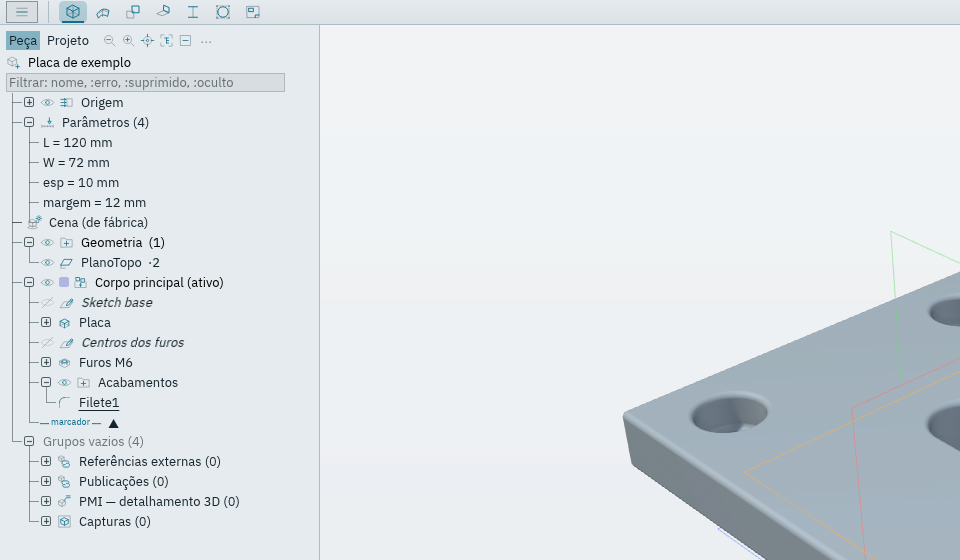 Peça Projeto
Placa de exemplo
Filtrar: nome, :erro, :suprimido, :oculto
Origem
Parâmetros (4)
L = 120 mm
W = 72 mm
esp = 10 mm
margem = 12 mm
Cena (de fábrica)
Geometria (1)
PlanoTopo ·2
Corpo principal (ativo)
Sketch base
Placa
Centros dos furos
Furos M6
Acabamentos
Filete1
marcador
Grupos vazios (4)
Referências externas (0)
Publicações (0)
PMI — detalhamento 3D (0)
Capturas (0)